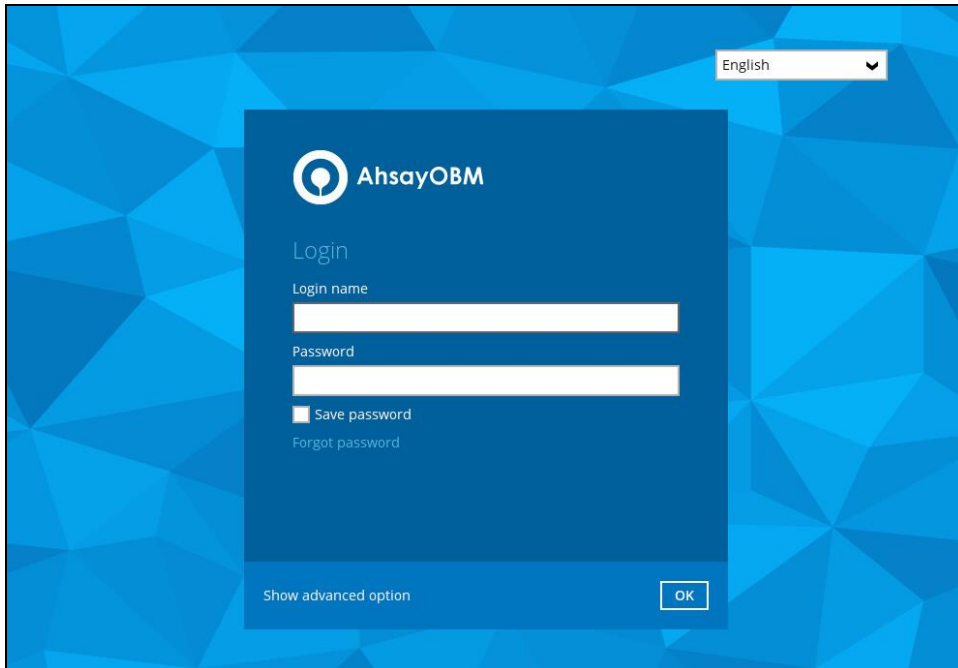 English
AhsayOBM
Login
Login name
Password
Save password
Forgot password
Show advanced option
OK